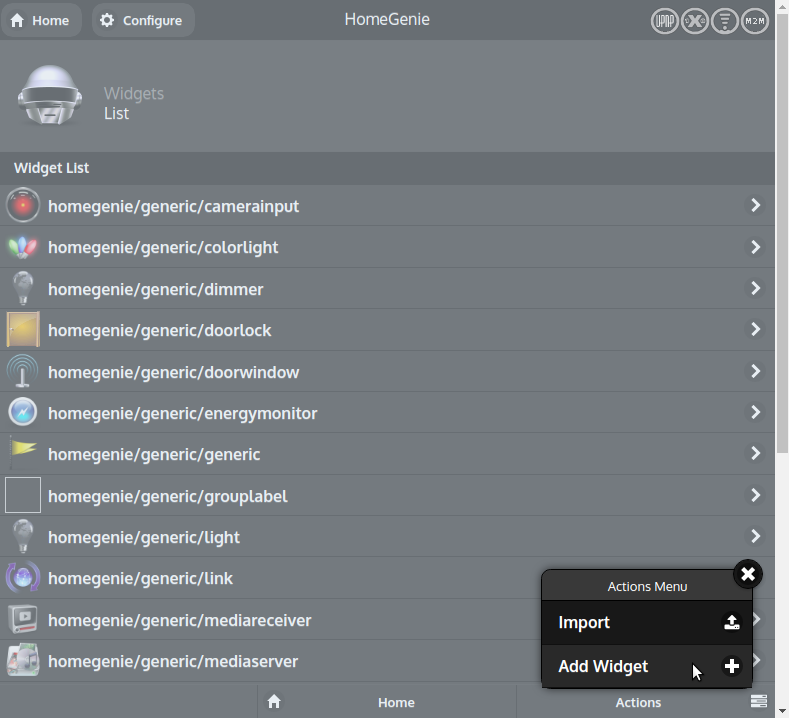 Home
Configure
HomeGenie
UPNP
X
M2M
Widgets
List
Widget List
homegenie/generic/camerainput
homegenie/generic/colorlight
homegenie/generic/dimmer
homegenie/generic/doorlock
homegenie/generic/doorwindow
homegenie/generic/energymonitor
homegenie/generic/generic
homegenie/generic/grouplabel
homegenie/generic/light
homegenie/generic/link
homegenie/generic/mediareceiver
homegenie/generic/mediaserver
Actions Menu
Import
Add Widget
Home
Actions